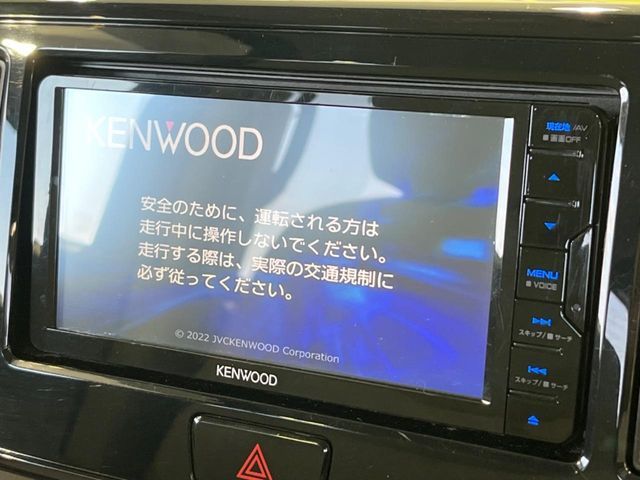 KENWOOD
安全のために、運転される方は
走行中に操作しないでください。
走行する際は、実際の交通規制に
必ず従ってください。
© 2022 JVCKENWOOD Corporation
KENWOOD
現在地/AV
■画面OFF
MENU
■VOICE
スキップ/■サーチ
スキップ/■サーチ